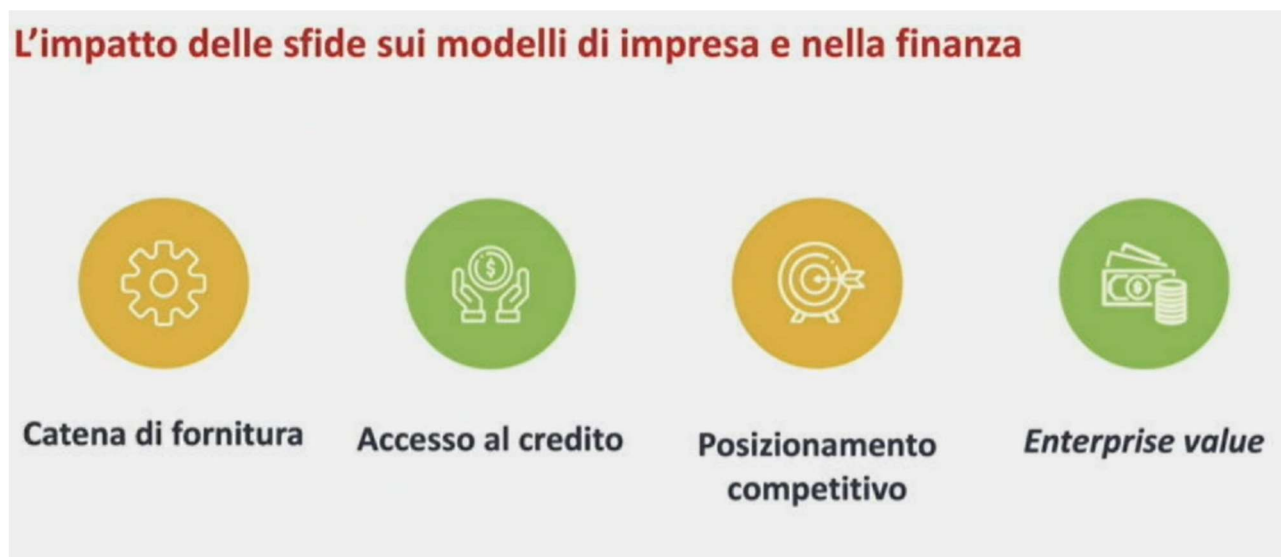 L'impatto delle sfide sui modelli di impresa e nella finanza
Catena di fornitura
Accesso al credito
Posizionamento
competitivo
Enterprise value